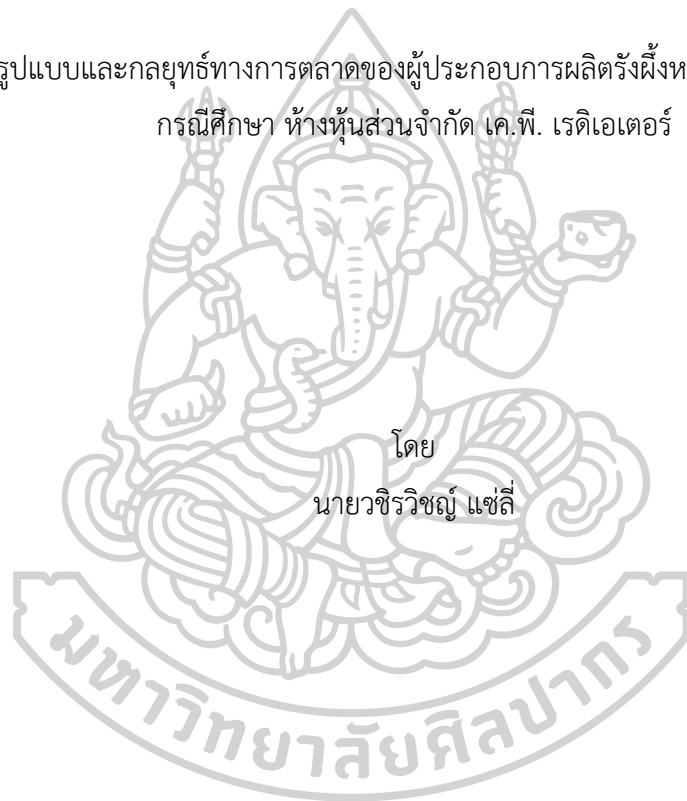 รูปแบบและกลยุทธ์ทางการตลาดของผู้ประกอบการผลิตรังผึ้งห
กรณีศึกษา ห้างหุ้นส่วนจำกัด เค.พี. เรดิเอเตอร์
โดย
นายวชิรวิชญ์ แซ่ลี่
มหาวิทยาลัยศิลปากร